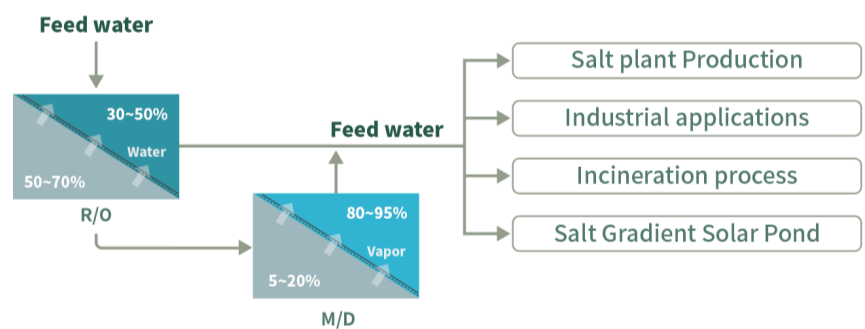 Feed water
30~50%
Water
50~70%
R/O
Feed water
80~95%
Vapor
5~20%
M/D
Salt plant Production
Industrial applications
Incineration process
Salt Gradient Solar Pond